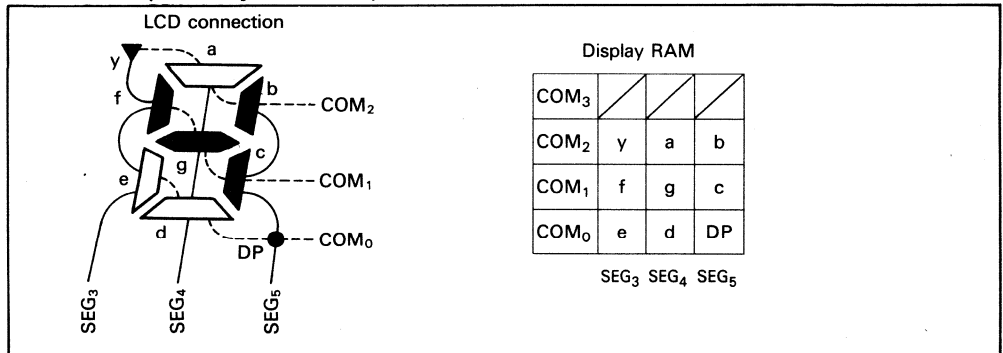 LCD connection
a
y
b
f
COM₂
c
g
COM₁
e
d
DP
COM₀
SEG₃
SEG₄
SEG₅
Display RAM
COM₃
COM₂ y a b
COM₁ f g c
COM₀ e d DP
SEG₃ SEG₄ SEG₅